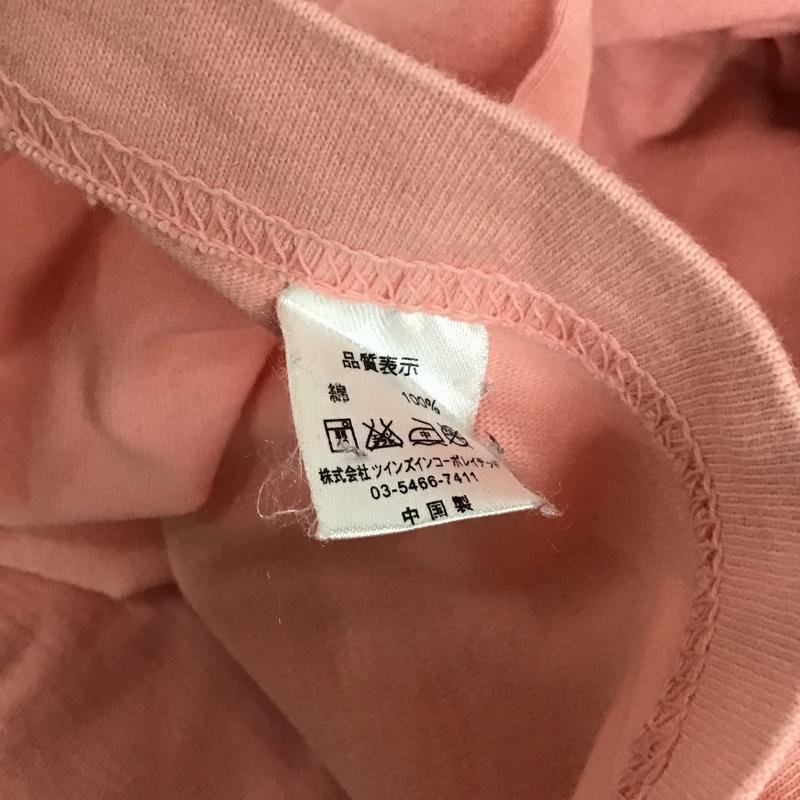 品質表示
綿 100%
株式会社ツインズインコーポレイテッド
03-5466-7411
中国製